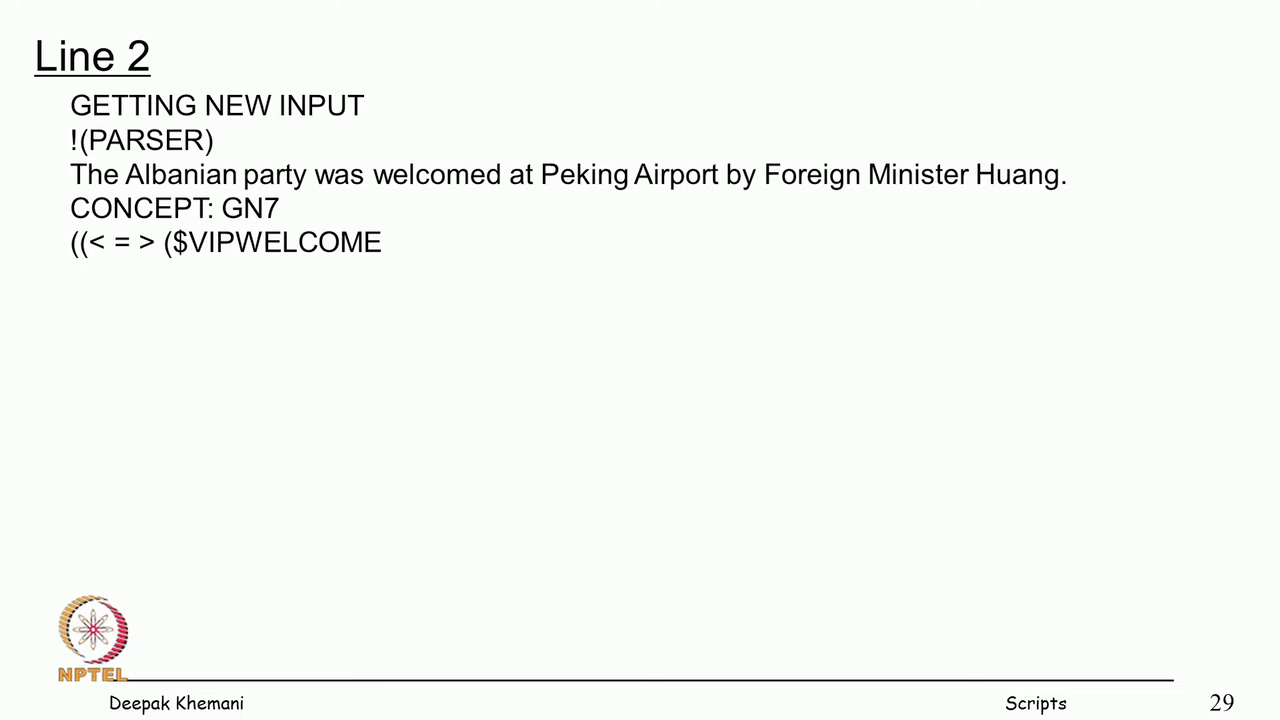 Line 2
GETTING NEW INPUT
!(PARSER)
The Albanian party was welcomed at Peking Airport by Foreign Minister Huang.
CONCEPT: GN7
((< = > ($VIPWELCOME
NPTEL
Deepak Khemani
Scripts
29